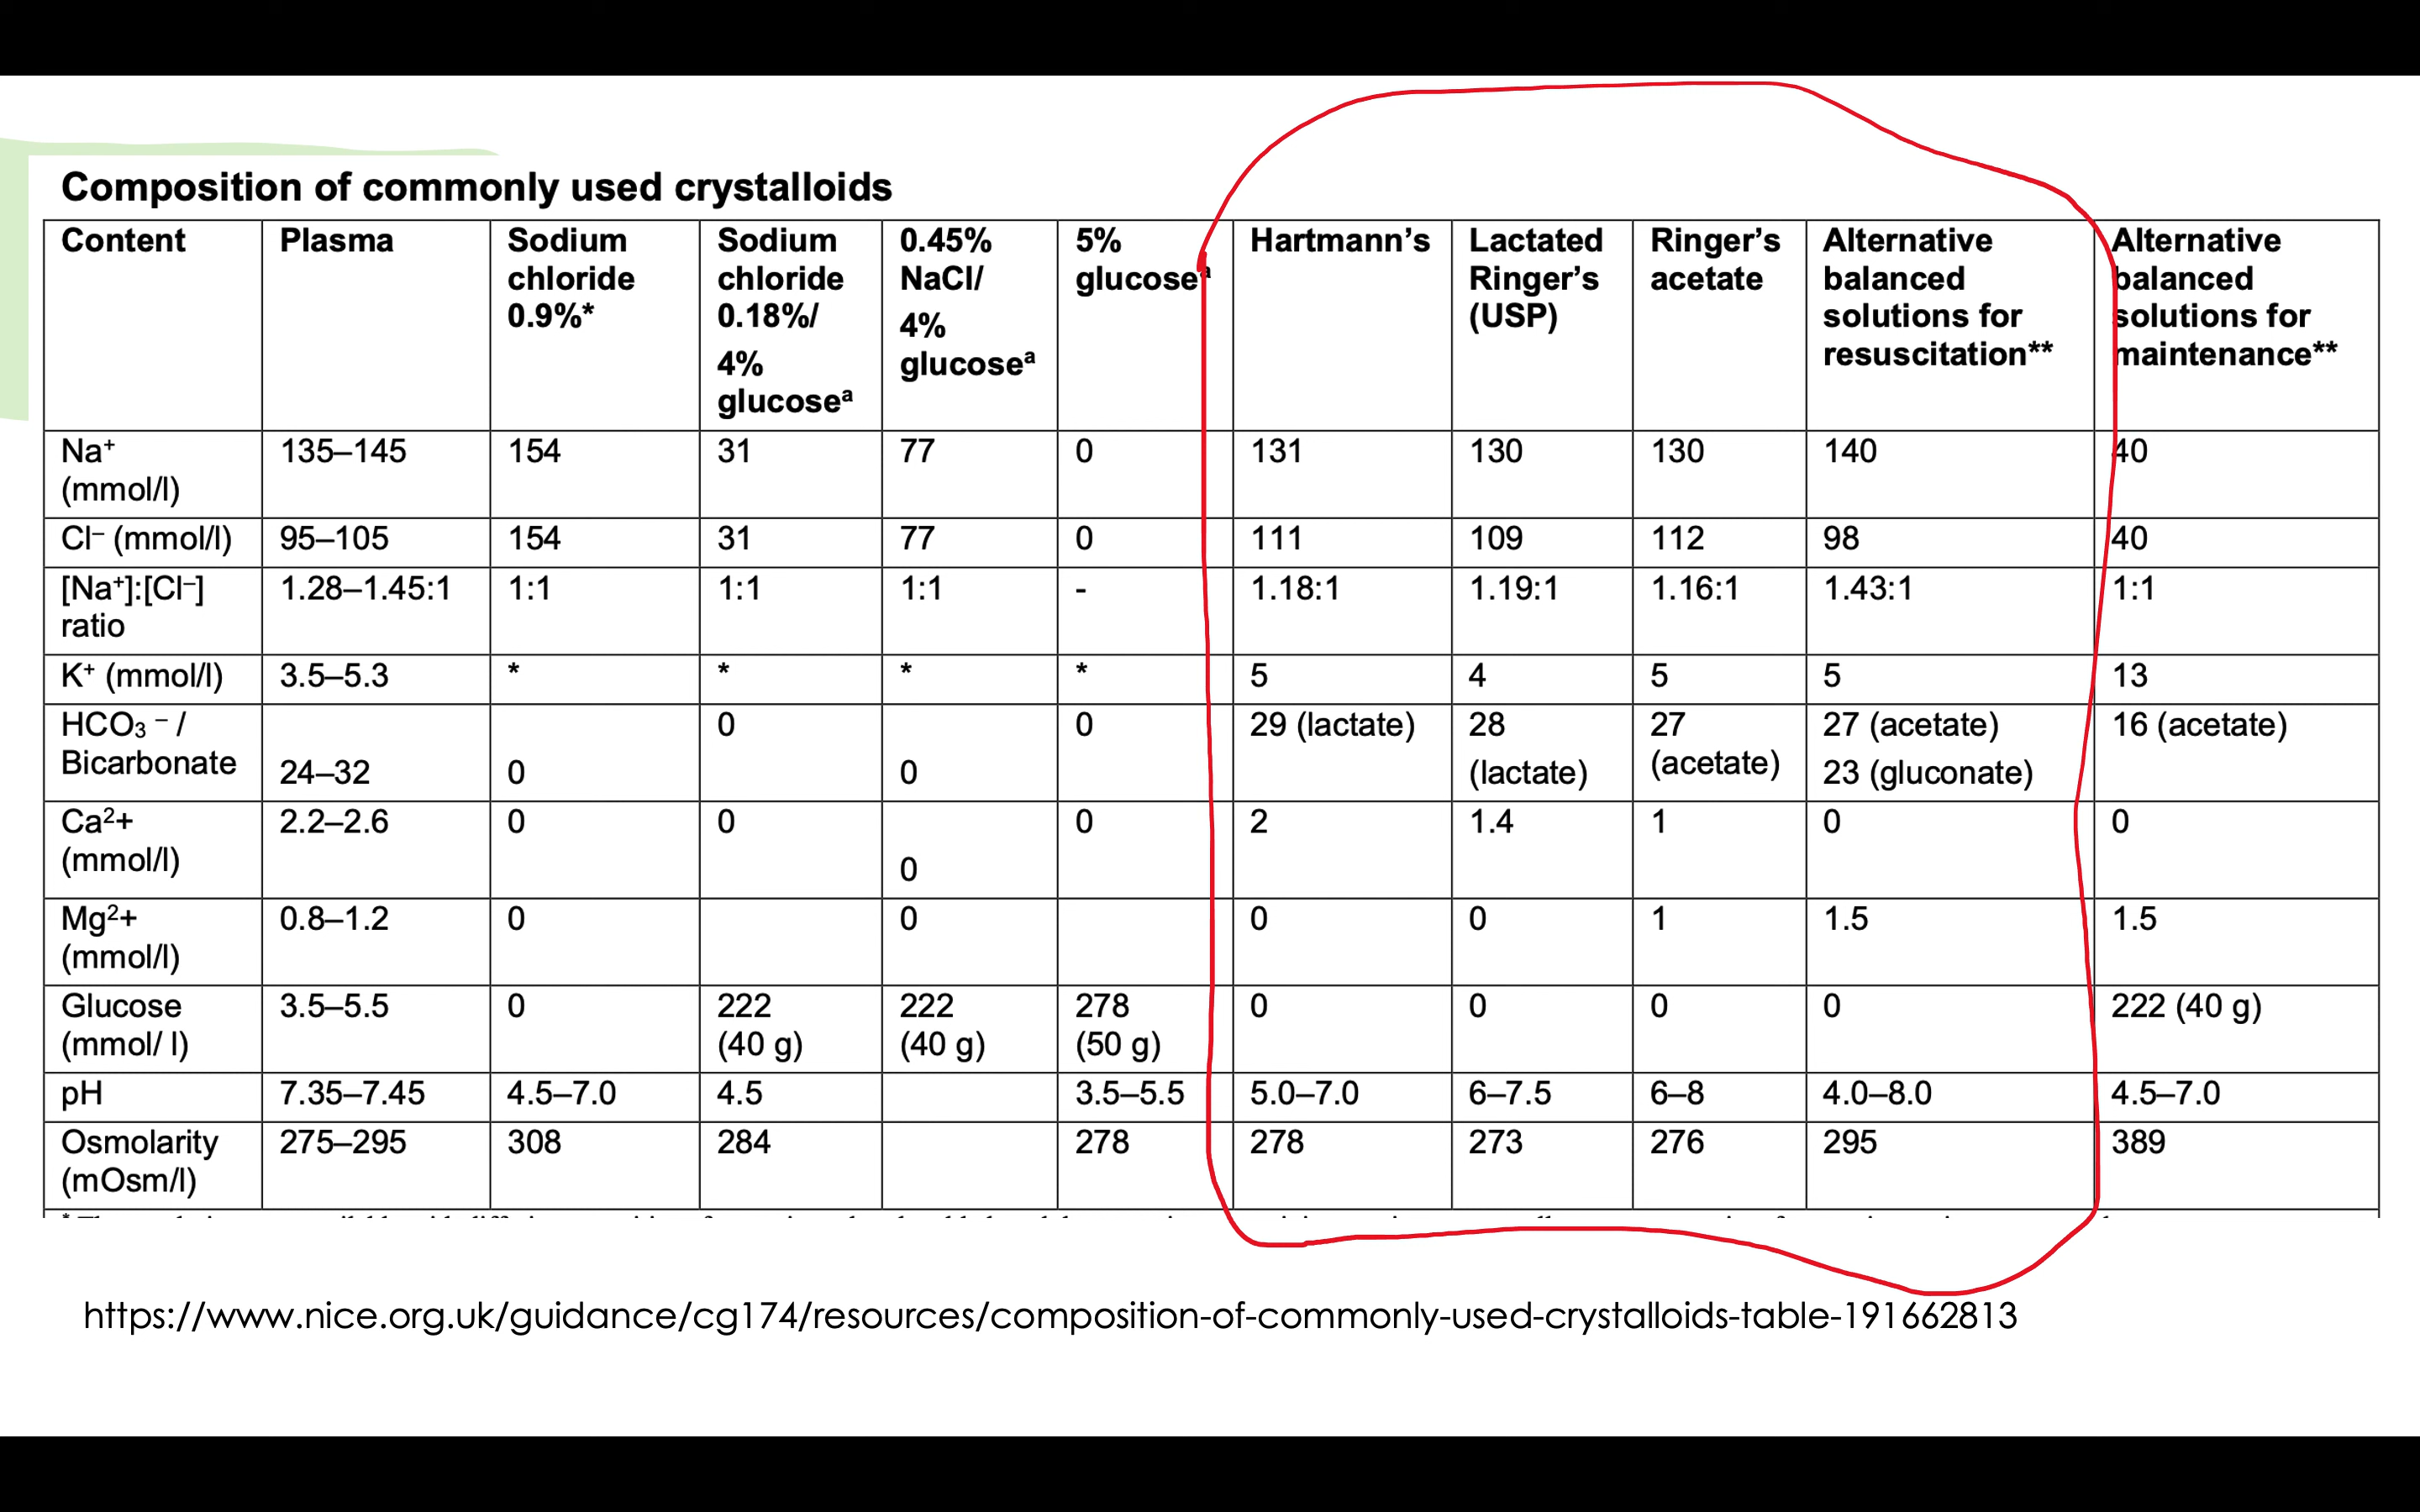 Composition of commonly used crystalloids
Content Plasma Sodium chloride 0.9%* Sodium chloride 0.18%/ 4% glucoseᵃ 0.45% NaCl/ 4% glucoseᵃ 5% glucoseᵃ Hartmann’s Lactated Ringer’s (USP) Ringer’s acetate Alternative balanced solutions for resuscitation** Alternative balanced solutions for maintenance**
Na⁺ (mmol/l) 135–145 154 31 77 0 131 130 130 140 40
Cl⁻ (mmol/l) 95–105 154 31 77 0 111 109 112 98 40
[Na⁺]:[Cl⁻] ratio 1.28–1.45:1 1:1 1:1 1:1 - 1.18:1 1.19:1 1.16:1 1.43:1 1:1
K⁺ (mmol/l) 3.5–5.3 * * * * 5 4 5 5 13
HCO₃ ⁻ / Bicarbonate 24–32 0 0 0 0 29 (lactate) 28 (lactate) 27 (acetate) 27 (acetate) 23 (gluconate) 16 (acetate)
Ca²+ (mmol/l) 2.2–2.6 0 0 0 0 2 1.4 1 0 0
Mg²+ (mmol/l) 0.8–1.2 0 0 0 0 1 1.5 1.5
Glucose (mmol/ l) 3.5–5.5 0 222 (40 g) 222 (40 g) 278 (50 g) 0 0 0 0 222 (40 g)
pH 7.35–7.45 4.5–7.0 4.5 3.5–5.5 5.0–7.0 6–7.5 6–8 4.0–8.0 4.5–7.0
Osmolarity (mOsm/l) 275–295 308 284 278 278 273 276 295 389
https://www.nice.org.uk/guidance/cg174/resources/composition-of-commonly-used-crystalloids-table-191662813